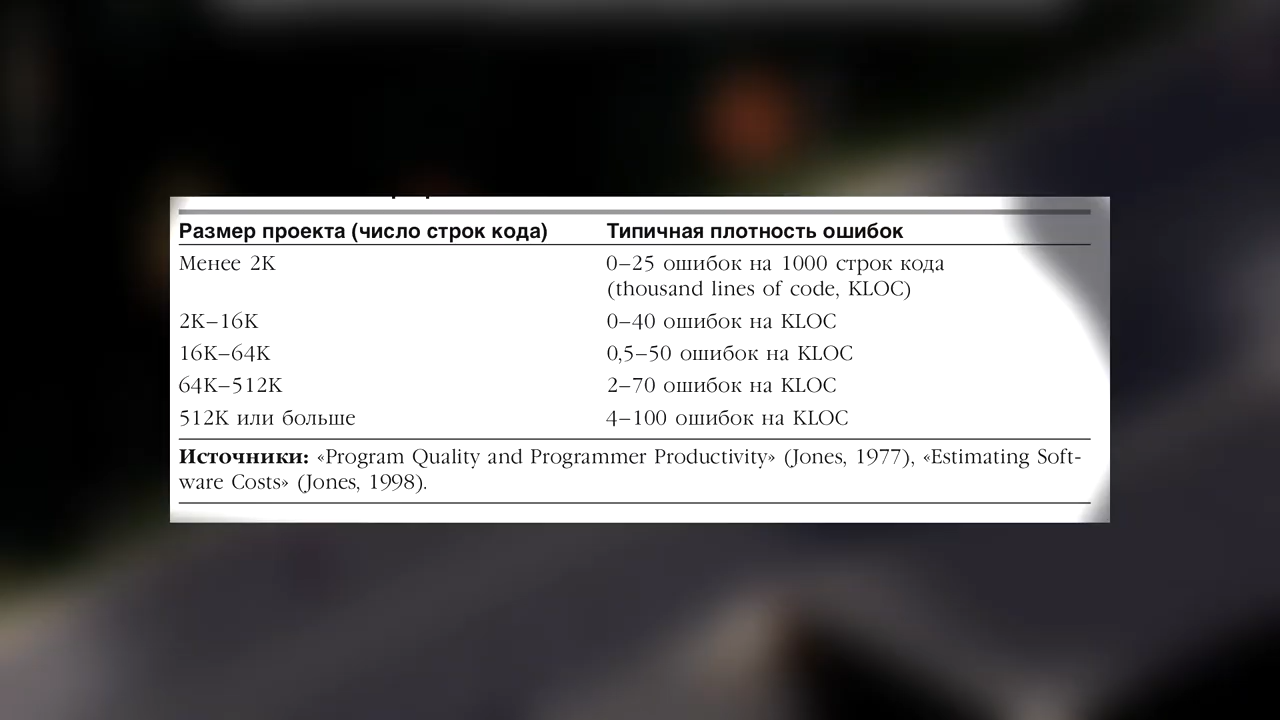 Размер проекта (число строк кода) Типичная плотность ошибок
Менее 2K 0–25 ошибок на 1000 строк кода
(thousand lines of code, KLOC)
2K–16K 0–40 ошибок на KLOC
16K–64K 0,5–50 ошибок на KLOC
64K–512K 2–70 ошибок на KLOC
512K или больше 4–100 ошибок на KLOC
Источники: «Program Quality and Programmer Productivity» (Jones, 1977), «Estimating Soft-
ware Costs» (Jones, 1998).